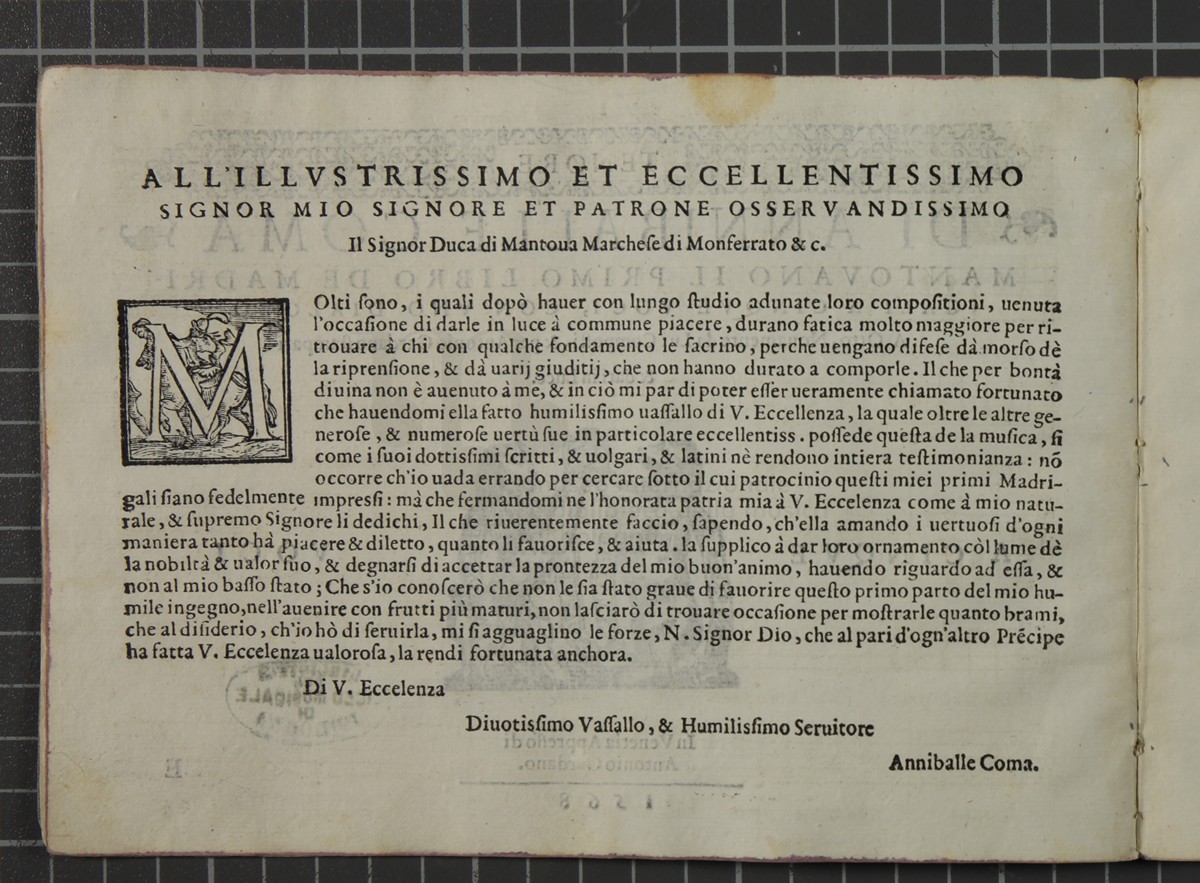 ALL'ILLVSTRISSIMO ET ECCELLENTISSIMO
SIGNOR MIO SIGNORE ET PATRONE OSSERVANDISSIMO
Il Signor Duca di Mantoua Marcheſe di Monferrato & c.
MOlti ſono, i quali dopò hauer con lungo ſtudio adunate loro compoſitioni, uenuta
l'occaſione di darle in luce à commune piacere, durano fatica molto maggiore per ri-
trouare à chi con qualche fondamento le ſacrino, perche uengano difeſe dà morſo dè
la riprenſione, & dà uarij giuditij, che non hanno durato a comporle. Il che per bontà
diuina non è auenuto à me, & in ciò mi par di poter eſſer ueramente chiamato fortunato
che hauendomi ella fatto humiliſſimo uaſſallo di V. Eccellenza, la quale oltre le altre ge-
neroſe, & numeroſe uertù ſue in particolare eccellentiss. poſſede queſta de la muſica, ſi
come i ſuoi dottiſſimi ſcritti, & uolgari, & latini nè rendono intiera teſtimonianza: nõ
occorre ch'io uada errando per cercare ſotto il cui patrocinio queſti miei primi Madri-
gali ſiano fedelmente impreſſi: mà che fermandomi ne l'honorata patria mia à V. Eccelenza come à mio natu-
rale, & ſupremo Signore li dedichi, Il che riuerentemente faccio, ſapendo, ch'ella amando i uertuoſi d'ogni
maniera tanto hà piacere & diletto, quanto li fauoriſce, & aiuta. la ſupplico à dar loro ornamento còl lume dè
la nobiltà & ualor ſuo, & degnarſi di accettar la prontezza del mio buon'animo, hauendo riguardo ad eſſa, &
non al mio baſſo ſtato; Che s'io conoſcerò che non le ſia ſtato graue di fauorire queſto primo parto del mio hu-
mile ingegno, nell'auenire con frutti più maturi, non laſciarò di trouare occaſione per moſtrarle quanto brami,
che al diſiderio, ch'io hò di ſeruirla, mi ſi agguaglino le forze, N. Signor Dio, che al pari d'ogn'altro Prẽcipe
ha fatta V. Eccelenza ualoroſa, la rendi fortunata anchora.
Di V. Eccelenza
Diuotiſſimo Vaſſallo, & Humiliſſimo Seruitore
Anniballe Coma.